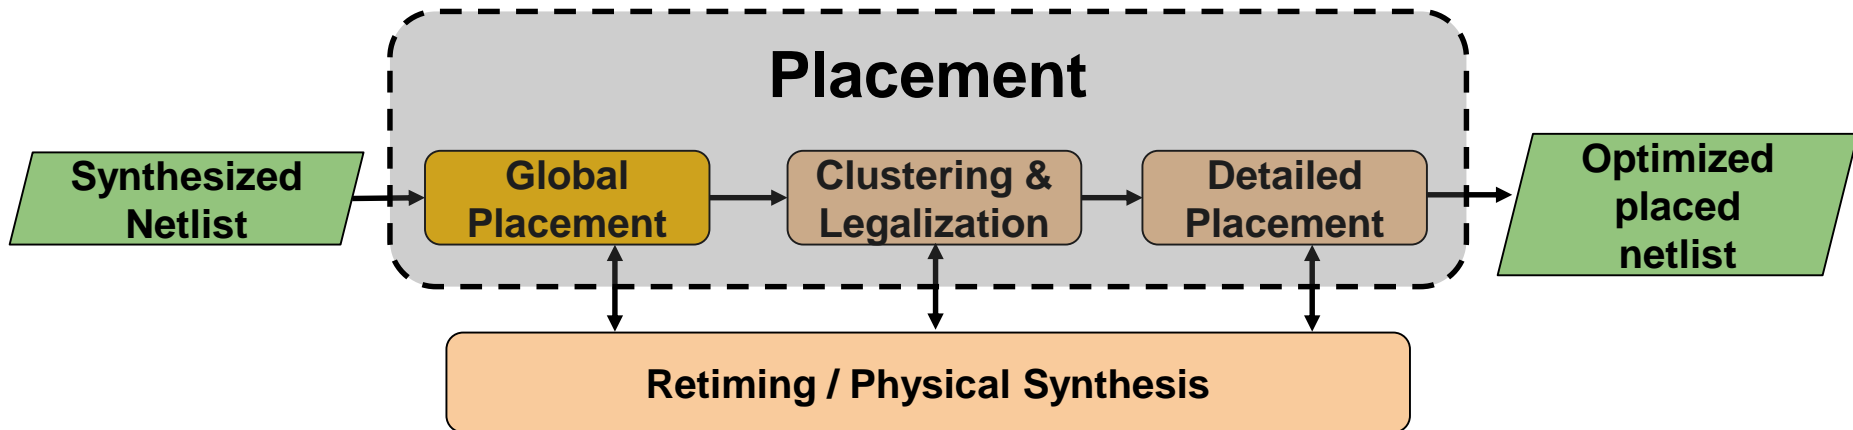 Placement
Synthesized
Netlist
Global
Placement
Clustering &
Legalization
Detailed
Placement
Optimized
placed
netlist
Retiming / Physical Synthesis